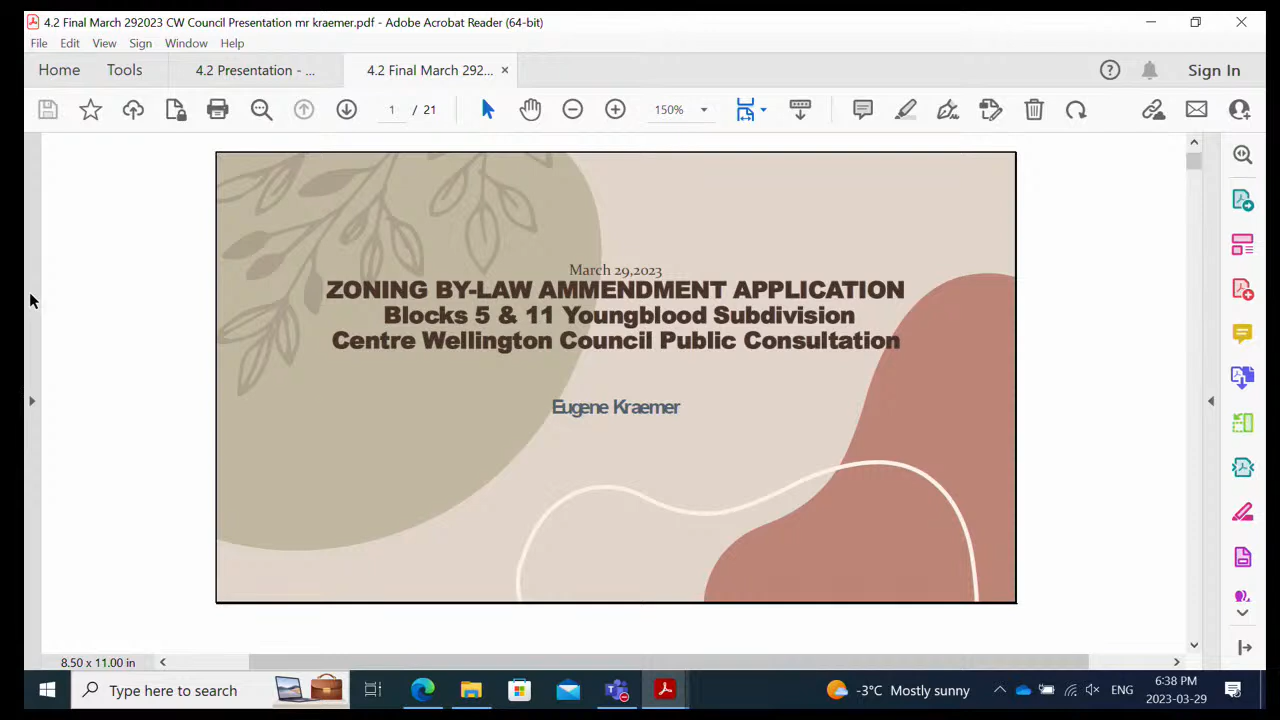 4.2 Final March 292023 CW Council Presentation mr kraemer.pdf - Adobe Acrobat Reader (64-bit)
File Edit View Sign Window Help
Home Tools 4.2 Presentation - ... 4.2 Final March 292... × Sign In
1 / 21 150%
March 29,2023
ZONING BY-LAW AMMENDMENT APPLICATION
Blocks 5 & 11 Youngblood Subdivision
Centre Wellington Council Public Consultation
Eugene Kraemer
8.50 x 11.00 in
Type here to search -3°C Mostly sunny ENG 6:38 PM
2023-03-29